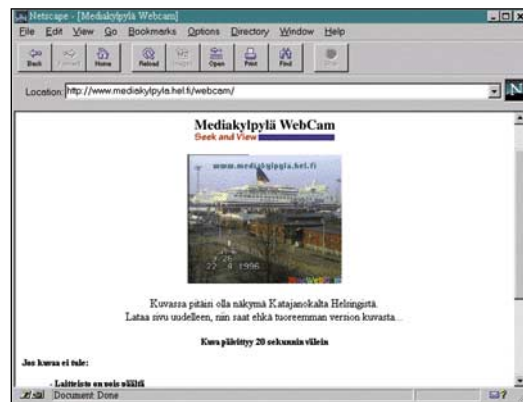 Netscape - [Mediakylpylä Webcam]
File Edit View Go Bookmarks Options Directory Window Help
Back Forward Home Reload Images Open Print Find Stop
Location: http://www.mediakylpyla.hel.fi/webcam/
N
Mediakylpylä WebCam
Seek and View
www.mediakylpyla.hel.fi
22 4 1996
Kuvassa pitäisi olla näkymä Katajanokalta Helsingistä.
Lataa sivu uudelleen, niin saat ehkä tuoreemman version kuvasta...
Kuva päivittyy 20 sekunnin välein
Jos kuvaa ei tule:
- Laitteisto on pois päältä
Document: Done